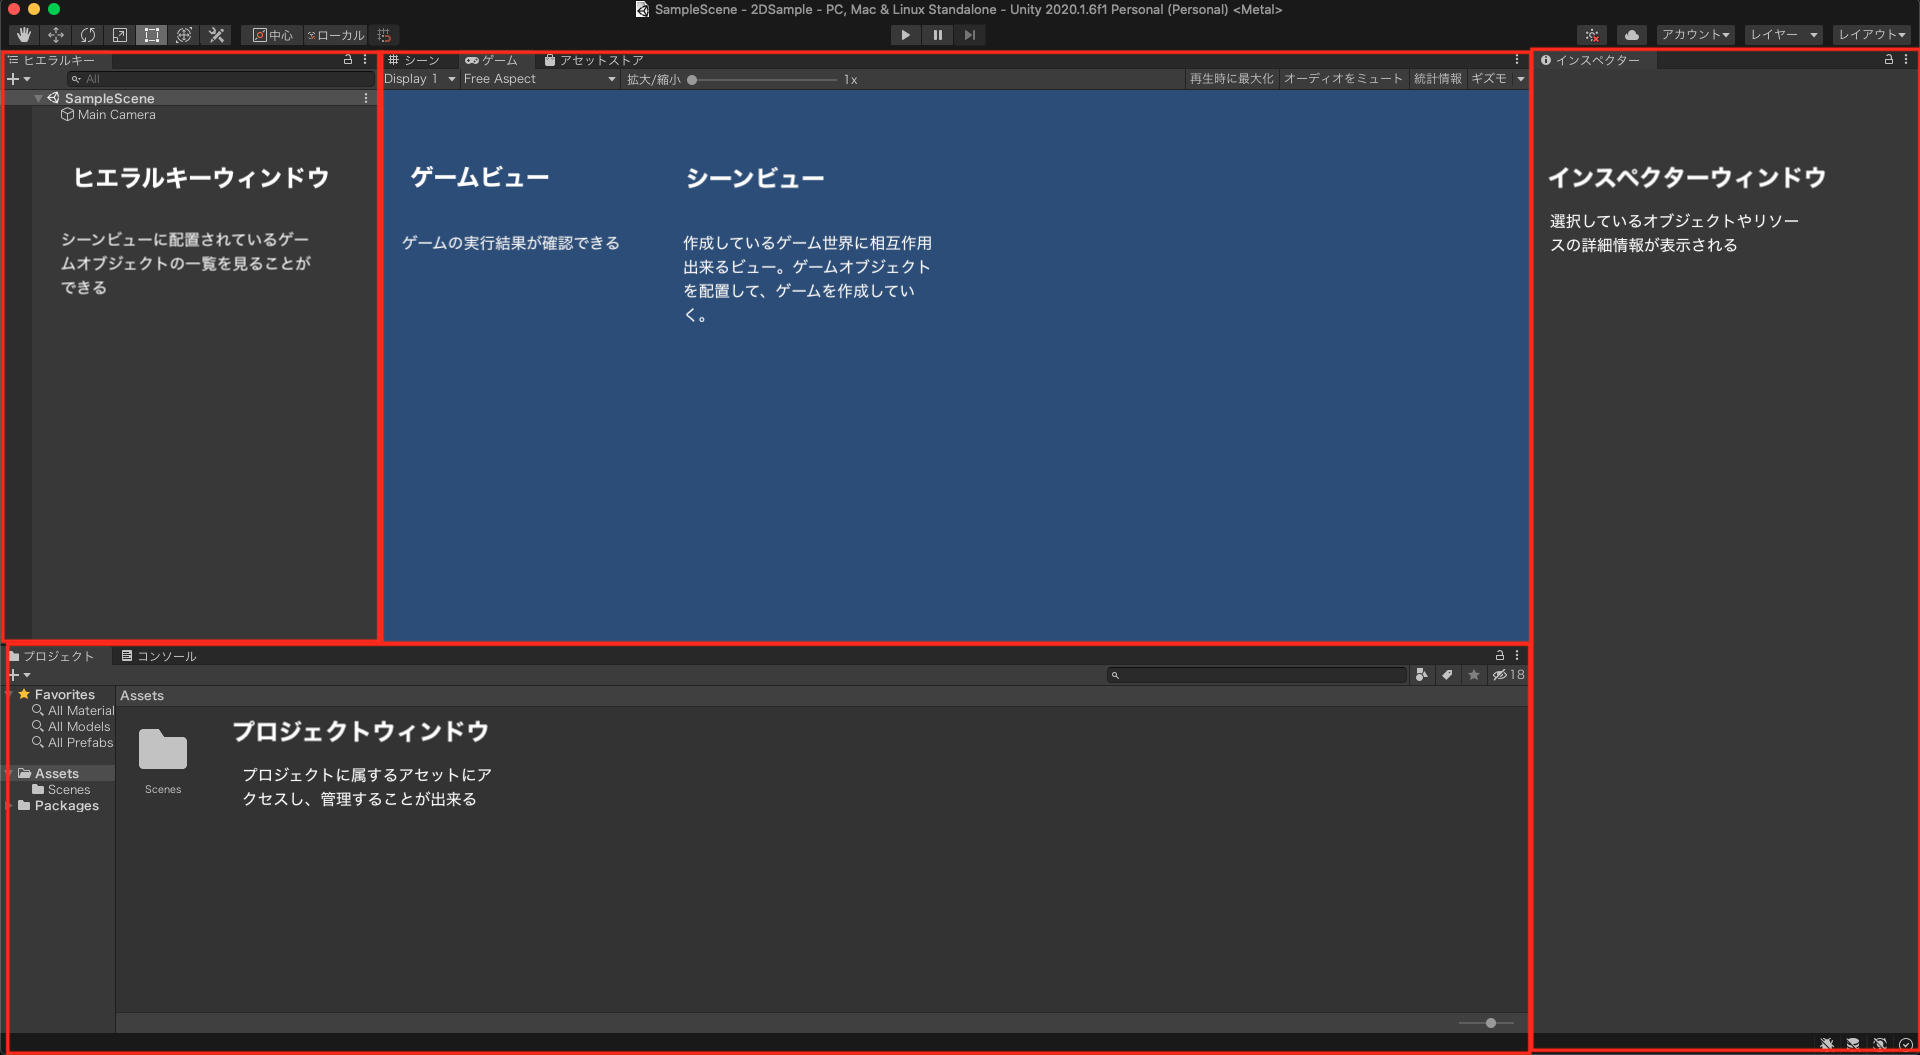 SampleScene - 2DSample - PC, Mac & Linux Standalone - Unity 2020.1.6f1 Personal (Personal) <Metal>
中心
ローカル
アカウント
レイヤー
レイアウト
ヒエラルキー
All
SampleScene
Main Camera
ヒエラルキーウィンドウ
シーンビューに配置されているゲー
ムオブジェクトの一覧を見ることが
できる
シーン
ゲーム
アセットストア
Display 1
Free Aspect
拡大/縮小
1x
再生時に最大化
オーディオをミュート
統計情報
ギズモ
ゲームビュー
ゲームの実行結果が確認できる
シーンビュー
作成しているゲーム世界に相互作用
出来るビュー。ゲームオブジェクト
を配置して、ゲームを作成してい
く。
インスペクター
インスペクターウィンドウ
選択しているオブジェクトやリソー
スの詳細情報が表示される
プロジェクト
コンソール
18
Favorites
All Material
All Models
All Prefabs
Assets
Scenes
Packages
Assets
Scenes
プロジェクトウィンドウ
プロジェクトに属するアセットにア
クセスし、管理することが出来る